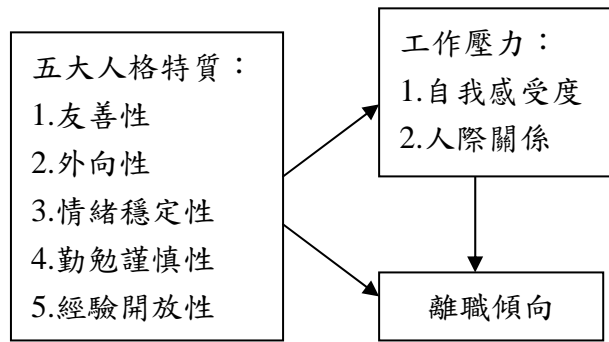 五大人格特質：
1.友善性
2.外向性
3.情緒穩定性
4.勤勉謹慎性
5.經驗開放性
工作壓力：
1.自我感受度
2.人際關係
離職傾向